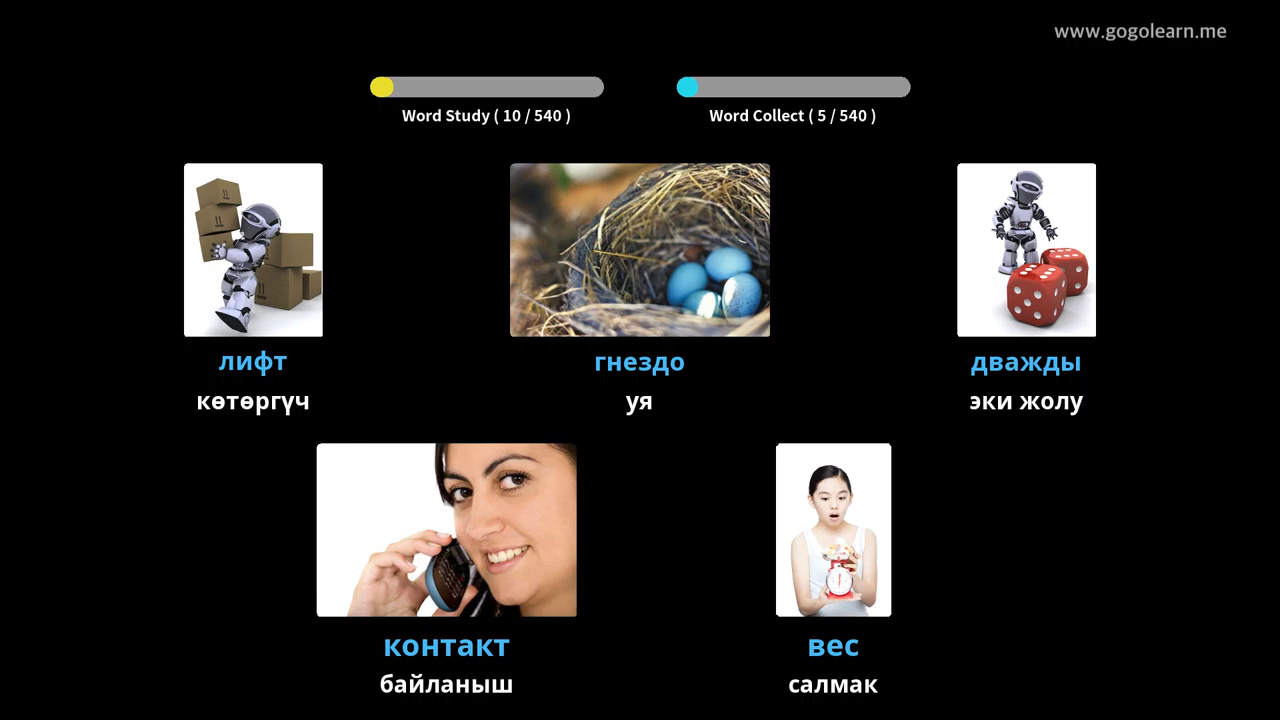 www.gogolearn.me
Word Study ( 10 / 540 )
Word Collect ( 5 / 540 )
лифт
көтөргүч
гнездо
уя
дважды
эки жолу
контакт
байланыш
вес
салмак